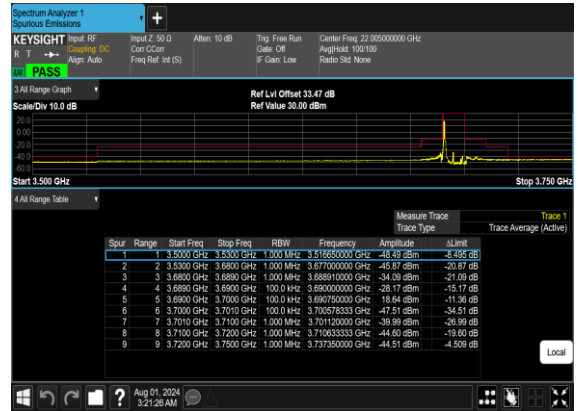 Spectrum Analyzer 1
Spurious Emissions
+
KEYSIGHT Input: RF Input Z: 50 Ω Atten: 10 dB Trig: Free Run Center Freq: 22.005000000 GHz
R T Coupling: DC Corr CCorr Gate: Off Avg|Hold: 100/100
Align: Auto Freq Ref: Int (S) IF Gain: Low Radio Std: None
PASS
3 All Range Graph Ref Lvl Offset 33.47 dB
Scale/Div 10.0 dB Ref Value 30.00 dBm
20.0
0.00
-20.0
-40.0
-60.0
Start 3.500 GHz Stop 3.750 GHz
4 All Range Table
Measure Trace Trace 1
Trace Type Trace Average (Active)
Spur Range Start Freq Stop Freq RBW Frequency Amplitude ΔLimit
1 1 3.5000 GHz 3.5300 GHz 1.000 MHz 3.516650000 GHz -48.49 dBm -8.495 dB
2 2 3.5300 GHz 3.6800 GHz 1.000 MHz 3.677000000 GHz -45.87 dBm -20.87 dB
3 3 3.6800 GHz 3.6890 GHz 1.000 MHz 3.688910000 GHz -34.09 dBm -21.09 dB
4 4 3.6890 GHz 3.6900 GHz 100.0 kHz 3.690000000 GHz -28.17 dBm -15.17 dB
5 5 3.6900 GHz 3.7000 GHz 100.0 kHz 3.690750000 GHz 18.64 dBm -11.36 dB
6 6 3.7000 GHz 3.7010 GHz 100.0 kHz 3.700578333 GHz -47.51 dBm -34.51 dB
7 7 3.7010 GHz 3.7100 GHz 1.000 MHz 3.701120000 GHz -39.99 dBm -26.99 dB
8 8 3.7100 GHz 3.7200 GHz 1.000 MHz 3.710633333 GHz -44.60 dBm -19.60 dB
9 9 3.7200 GHz 3.7500 GHz 1.000 MHz 3.737350000 GHz -44.51 dBm -4.509 dB
Local
? Aug 01, 2024
3:21:26 AM